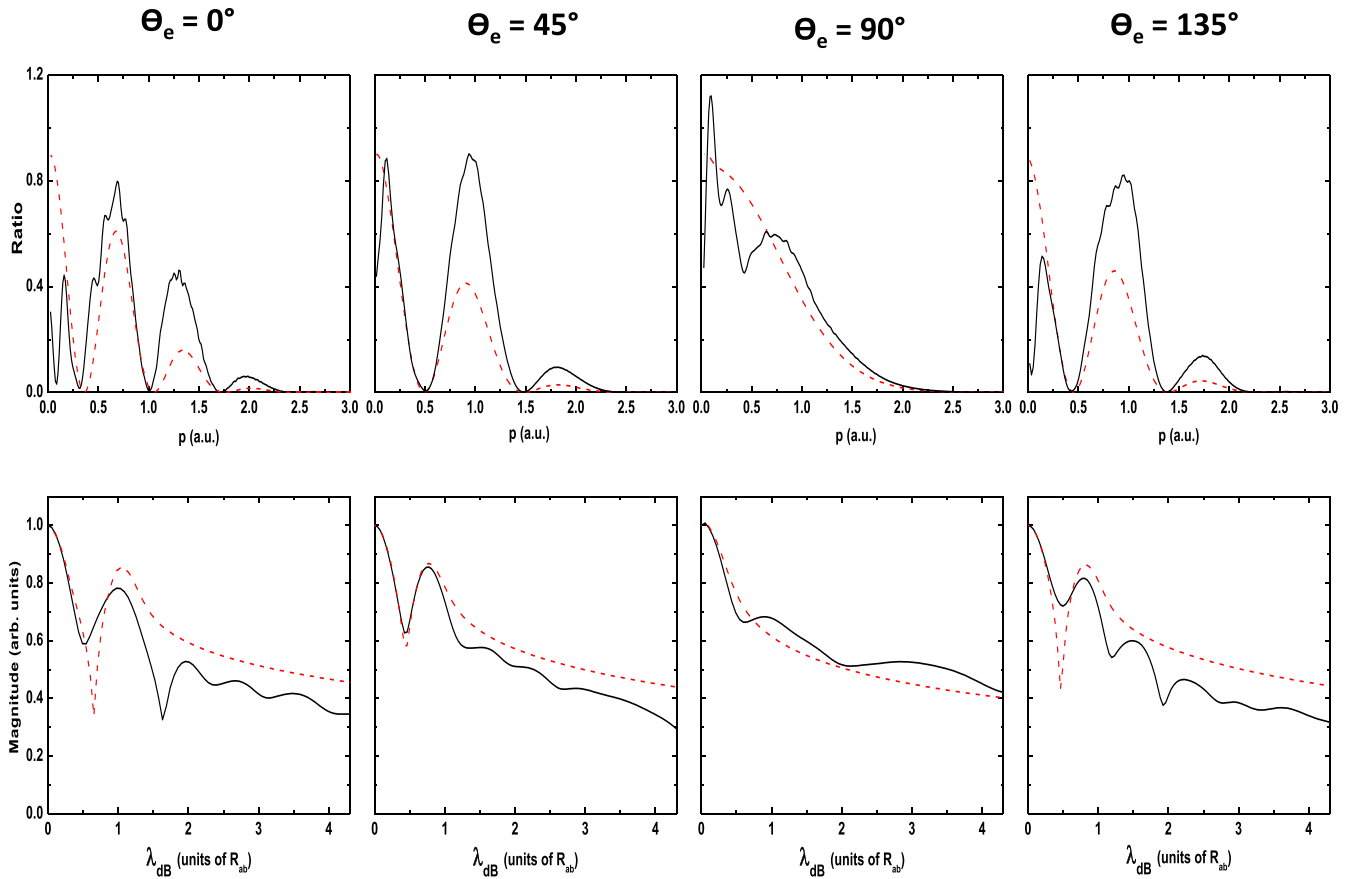 Ɵe = 0° Ɵe = 45° Ɵe = 90° Ɵe = 135°
1.2
0.8
0.4
0.0
Ratio
0.0 0.5 1.0 1.5 2.0 2.5 3.0
0.0 0.5 1.0 1.5 2.0 2.5 3.0
0.0 0.5 1.0 1.5 2.0 2.5 3.0
0.0 0.5 1.0 1.5 2.0 2.5 3.0
p (a.u.) p (a.u.) p (a.u.) p (a.u.)
1.0
0.8
0.6
0.4
0.2
0.0
Magnitude (arb. units)
0 1 2 3 4
0 1 2 3 4
0 1 2 3 4
0 1 2 3 4
λdB (units of Rab) λdB (units of Rab) λdB (units of Rab) λdB (units of Rab)